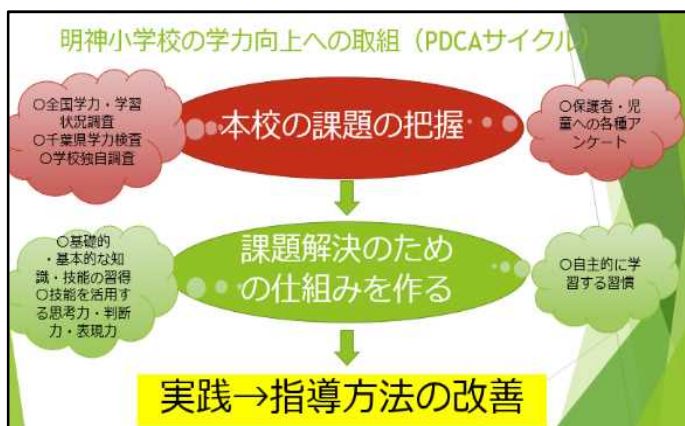 明神小学校の学力向上への取組（PDCAサイクル）
○全国学力・学習
状況調査
○千葉県学力検査
○学校独自調査
本校の課題の把握
○保護者・児
童への各種ア
ンケート
○基礎的
・基本的な知
識・技能の習得
○技能を活用す
る思考力・判断
力・表現力
課題解決のため
の仕組みを作る
○自主的に学
習する習慣
実践→指導方法の改善